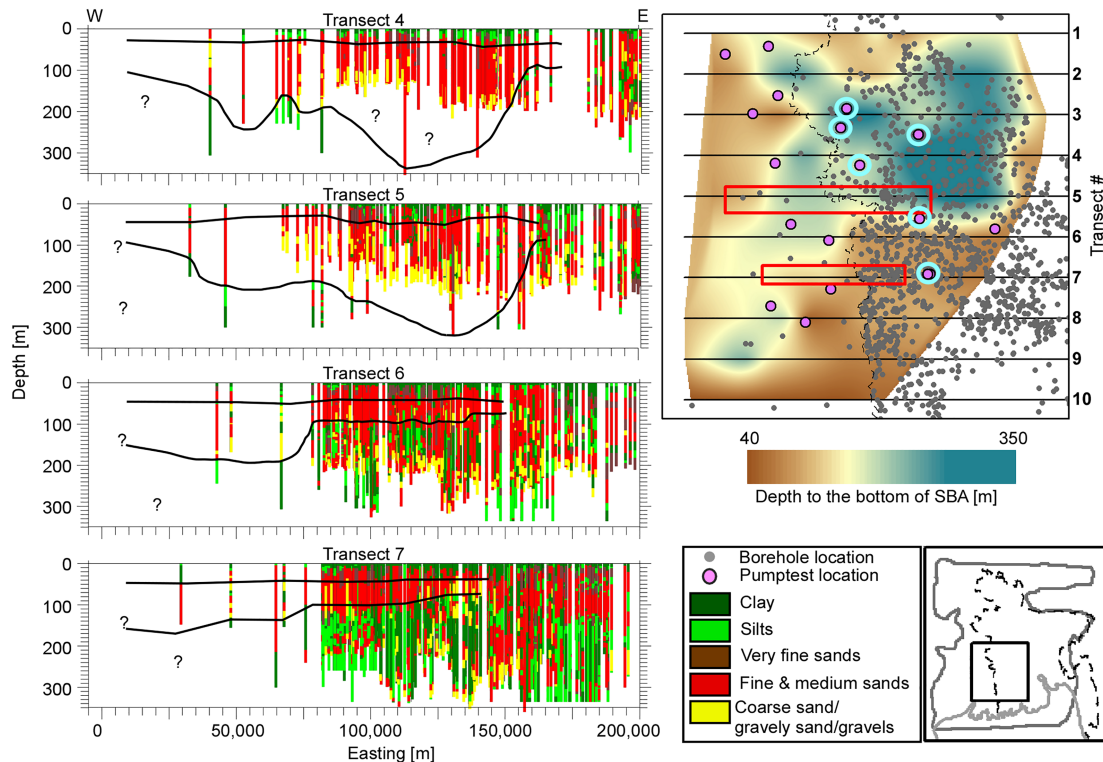 W
Transect 4
E
0
100
200
300
?
?
?
Transect 5
0
100
200
300
?
?
Transect 6
0
100
200
300
?
?
Transect 7
0
100
200
300
?
?
0
50,000
100,000
150,000
200,000
Easting [m]
Depth [m]
1
2
3
4
5
6
7
8
9
10
Transect #
40
350
Depth to the bottom of SBA [m]
Borehole location
Pumptest location
Clay
Silts
Very fine sands
Fine & medium sands
Coarse sand/
gravely sand/gravels